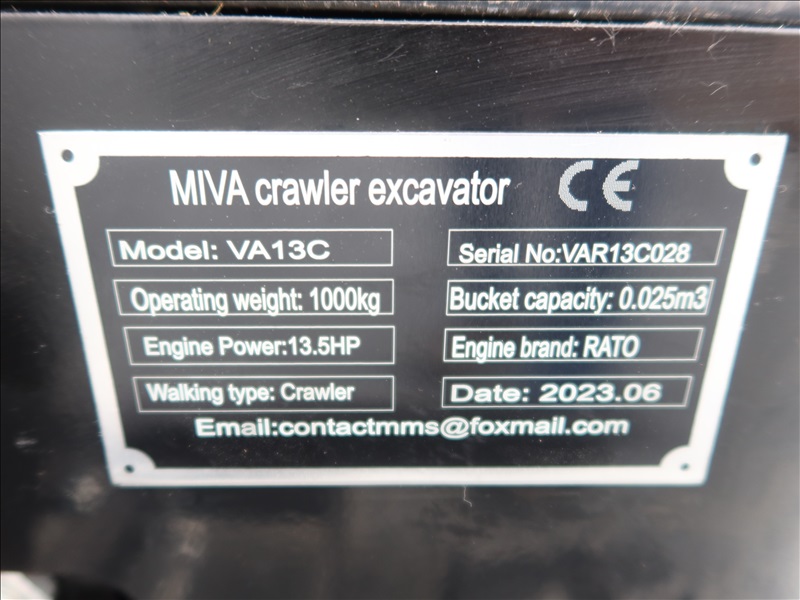 MIVA crawler excavator CE
Model: VA13C Serial No:VAR13C028
Operating weight: 1000kg Bucket capacity: 0.025m3
Engine Power:13.5HP Engine brand: RATO
Walking type: Crawler Date: 2023.06
Email:contactmms@foxmail.com